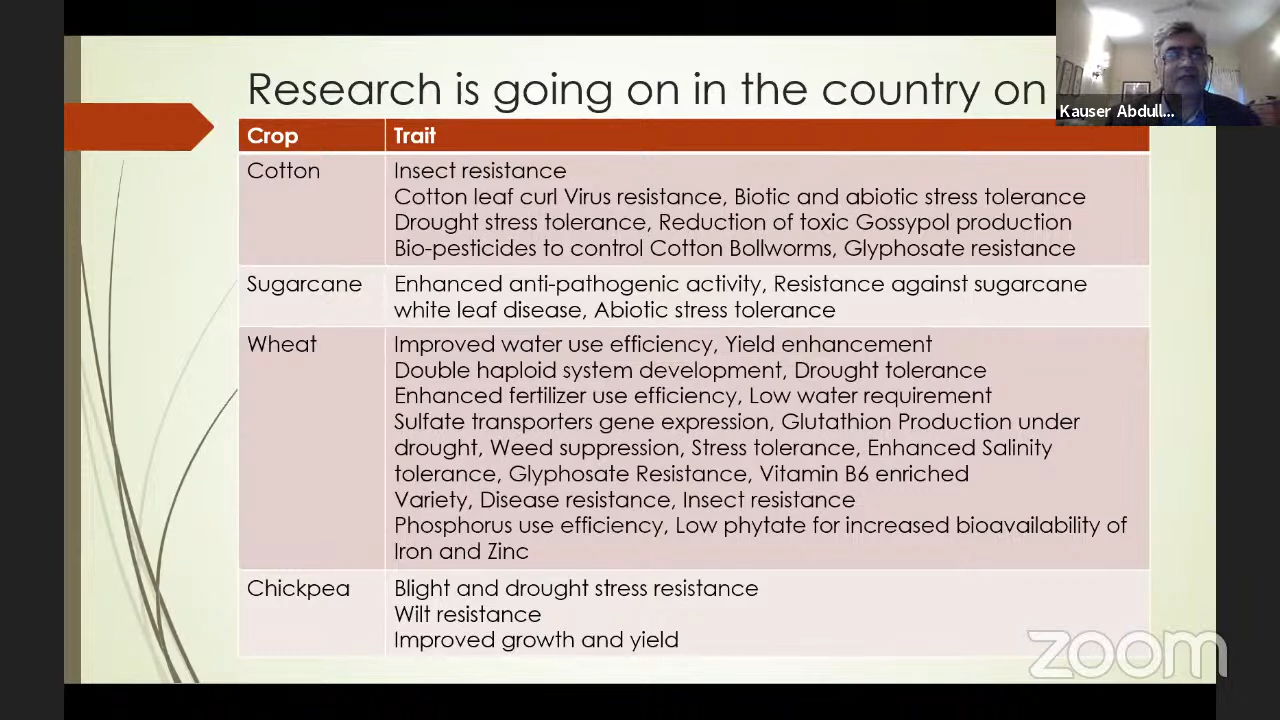 Research is going on in the country on
Kauser Abdull...
Crop Trait
Cotton Insect resistance
Cotton leaf curl Virus resistance, Biotic and abiotic stress tolerance
Drought stress tolerance, Reduction of toxic Gossypol production
Bio-pesticides to control Cotton Bollworms, Glyphosate resistance
Sugarcane Enhanced anti-pathogenic activity, Resistance against sugarcane
white leaf disease, Abiotic stress tolerance
Wheat Improved water use efficiency, Yield enhancement
Double haploid system development, Drought tolerance
Enhanced fertilizer use efficiency, Low water requirement
Sulfate transporters gene expression, Glutathion Production under
drought, Weed suppression, Stress tolerance, Enhanced Salinity
tolerance, Glyphosate Resistance, Vitamin B6 enriched
Variety, Disease resistance, Insect resistance
Phosphorus use efficiency, Low phytate for increased bioavailability of
Iron and Zinc
Chickpea Blight and drought stress resistance
Wilt resistance
Improved growth and yield
zoom